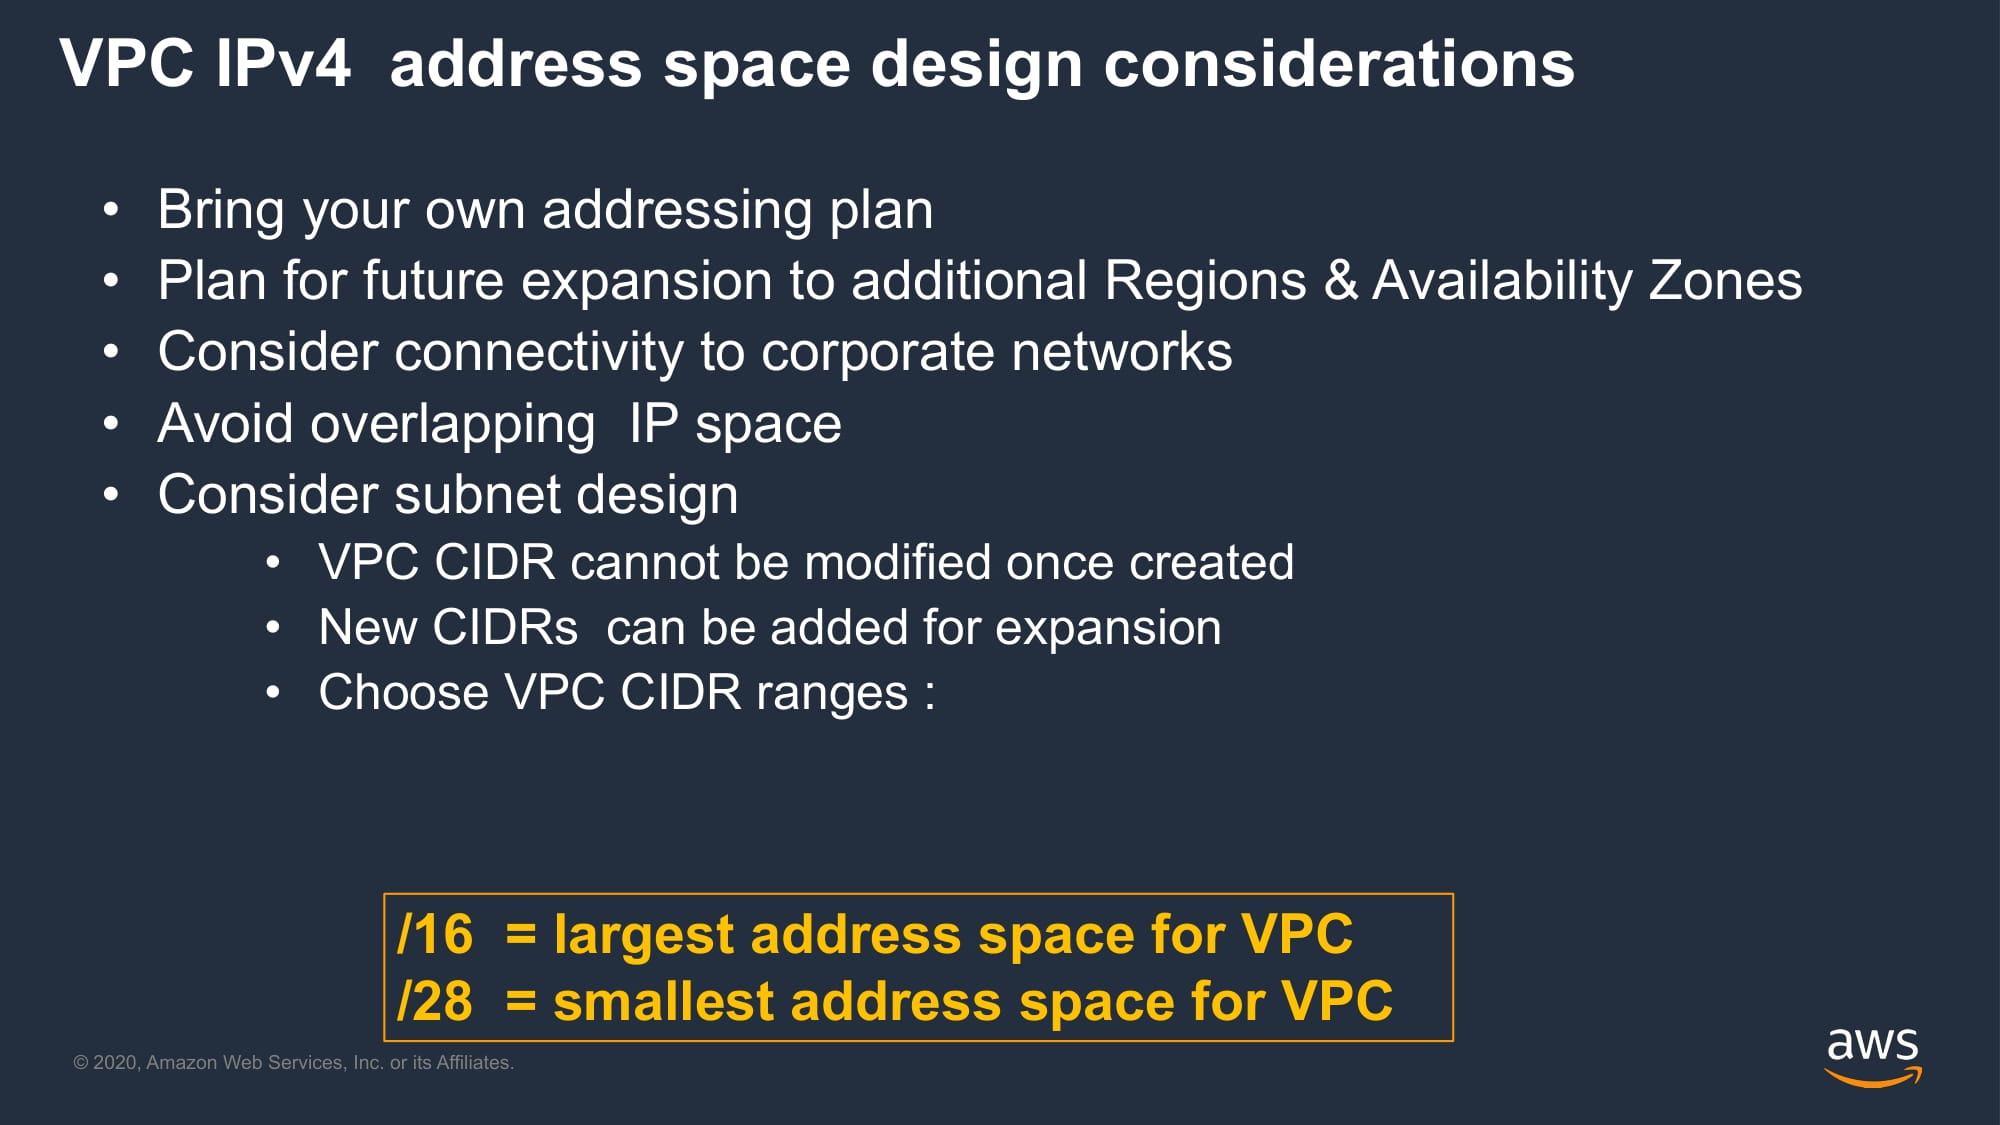 VPC IPv4  address space design considerations
• Bring your own addressing plan
• Plan for future expansion to additional Regions & Availability Zones
• Consider connectivity to corporate networks
• Avoid overlapping  IP space
• Consider subnet design
• VPC CIDR cannot be modified once created
• New CIDRs  can be added for expansion
• Choose VPC CIDR ranges :
/16  = largest address space for VPC
/28  = smallest address space for VPC
© 2020, Amazon Web Services, Inc. or its Affiliates.
aws